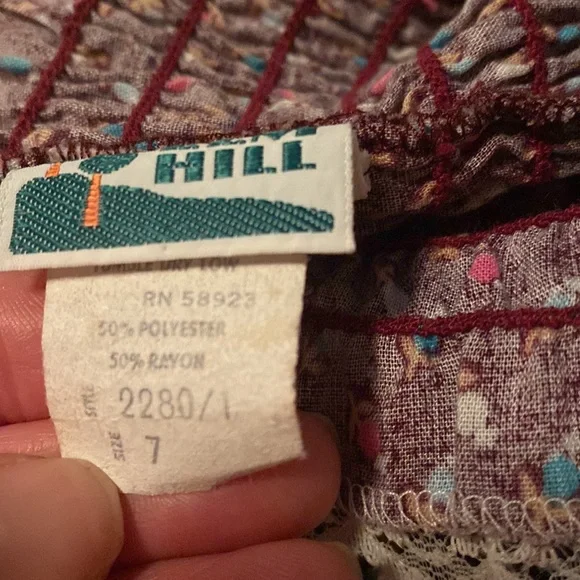 HILL
TUMBLE DRY LOW
RN 58923
50% POLYESTER
50% RAYON
STYLE 2280/1
SIZE 7